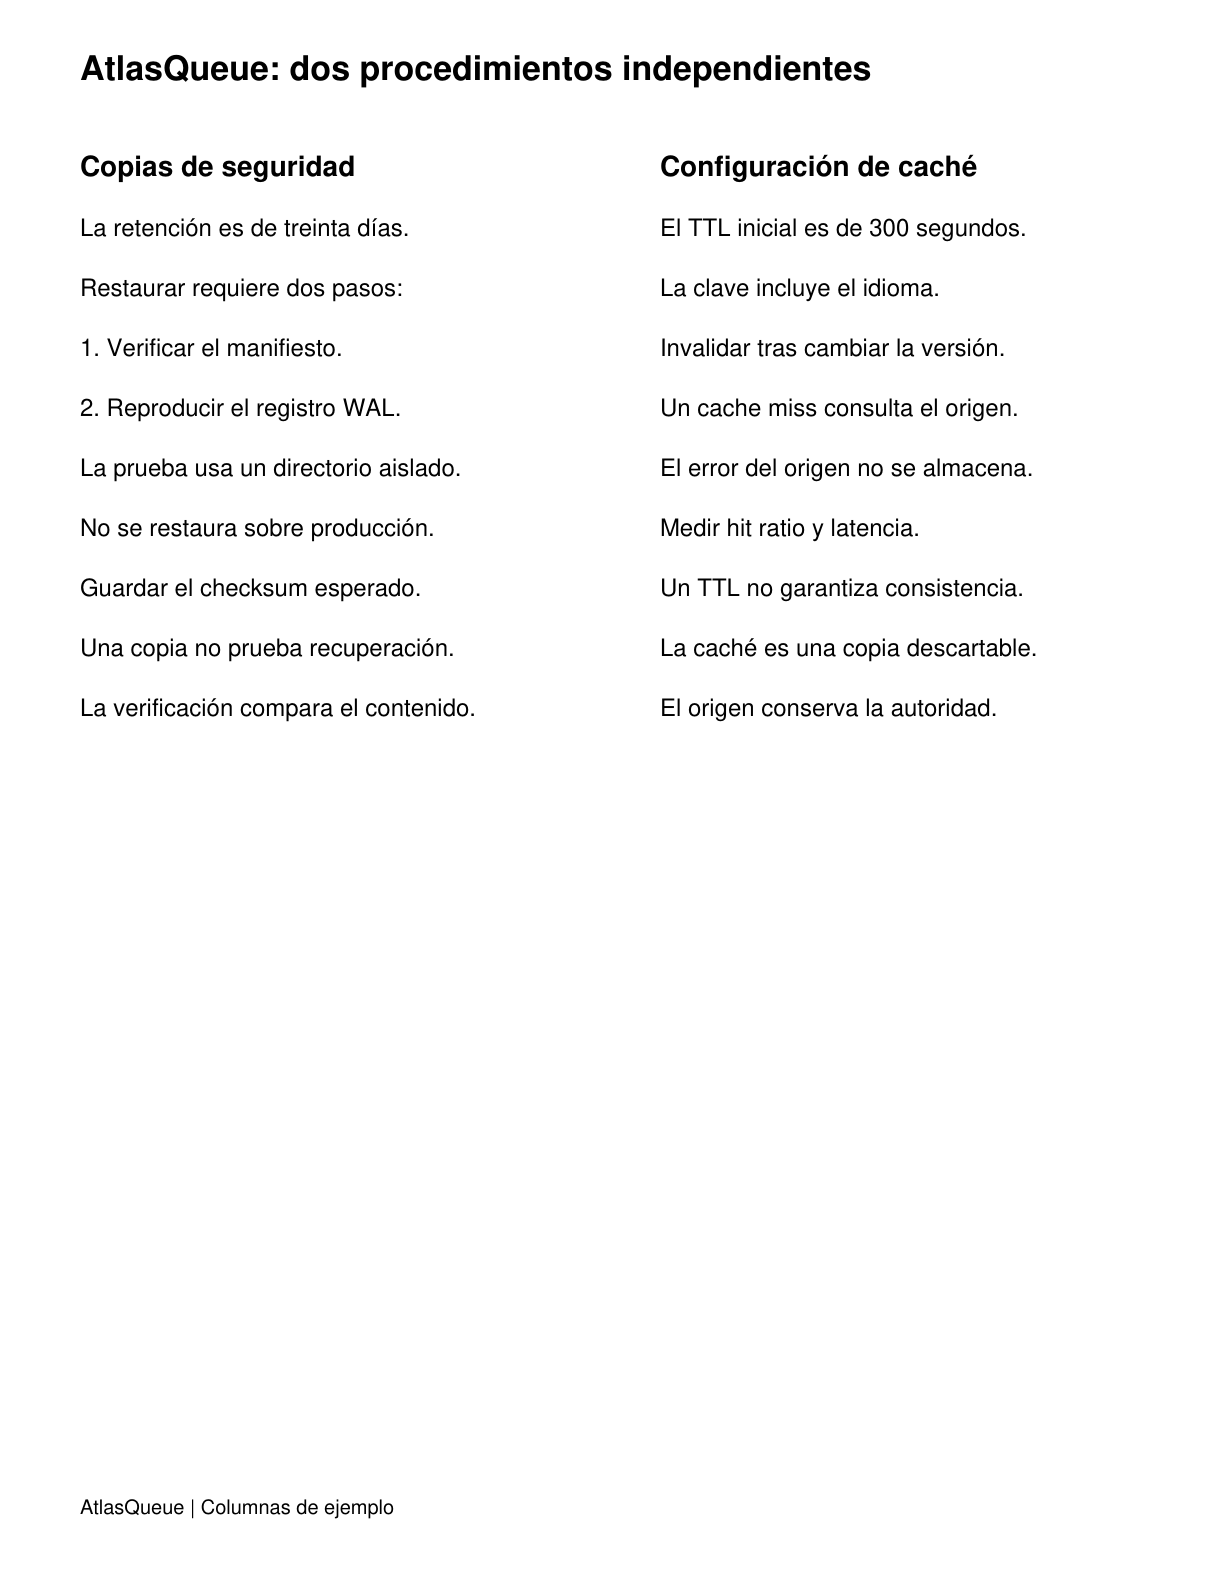 AtlasQueue: dos procedimientos independientes
Copias de seguridad
La retención es de treinta días.
Restaurar requiere dos pasos:
1. Verificar el manifiesto.
2. Reproducir el registro WAL.
La prueba usa un directorio aislado.
No se restaura sobre producción.
Guardar el checksum esperado.
Una copia no prueba recuperación.
La verificación compara el contenido.
Configuración de caché
El TTL inicial es de 300 segundos.
La clave incluye el idioma.
Invalidar tras cambiar la versión.
Un cache miss consulta el origen.
El error del origen no se almacena.
Medir hit ratio y latencia.
Un TTL no garantiza consistencia.
La caché es una copia descartable.
El origen conserva la autoridad.
AtlasQueue | Columnas de ejemplo